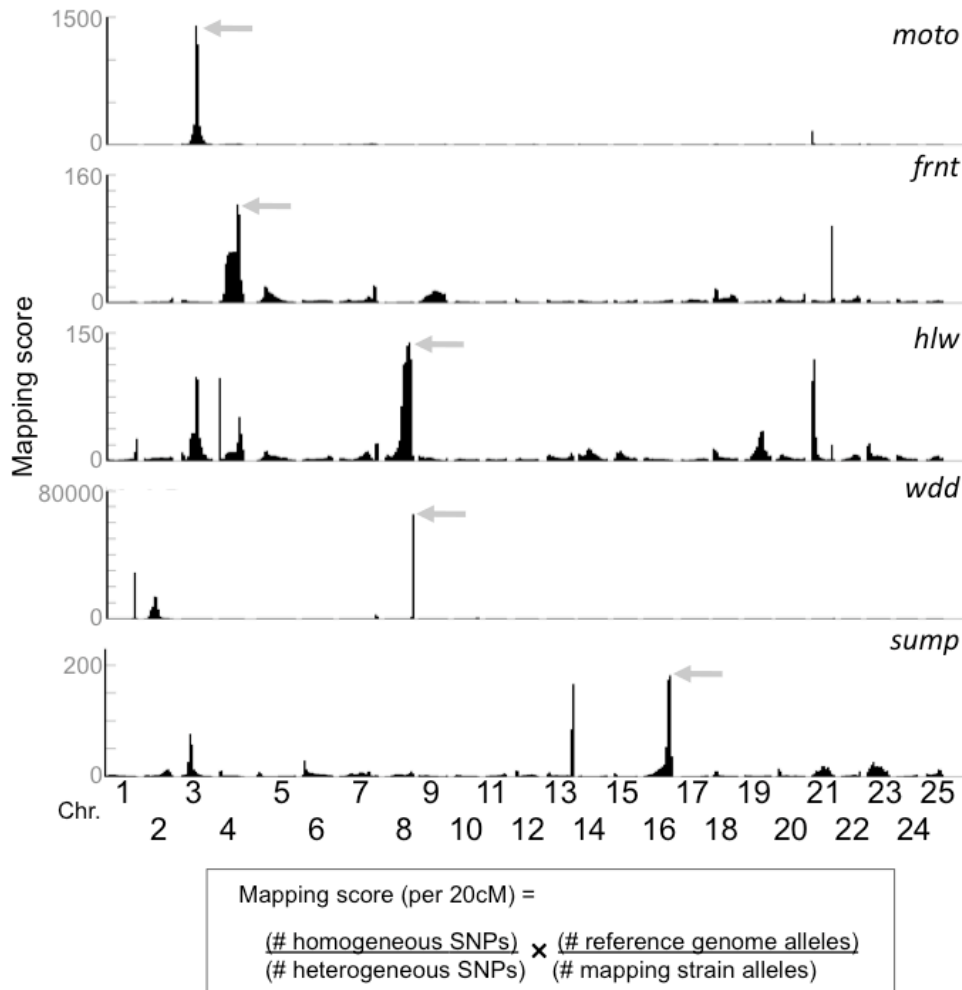 1500
moto
0
160
frnt
0
150
hlw
0
80000
wdd
0
200
sump
0
Mapping score
Chr. 1 3 5 7 9 11 13 15 17 19 21 23 25
2 4 6 8 10 12 14 16 18 20 22 24
Mapping score (per 20cM) =
(# homogeneous SNPs) × (# reference genome alleles)
(# heterogeneous SNPs) (# mapping strain alleles)